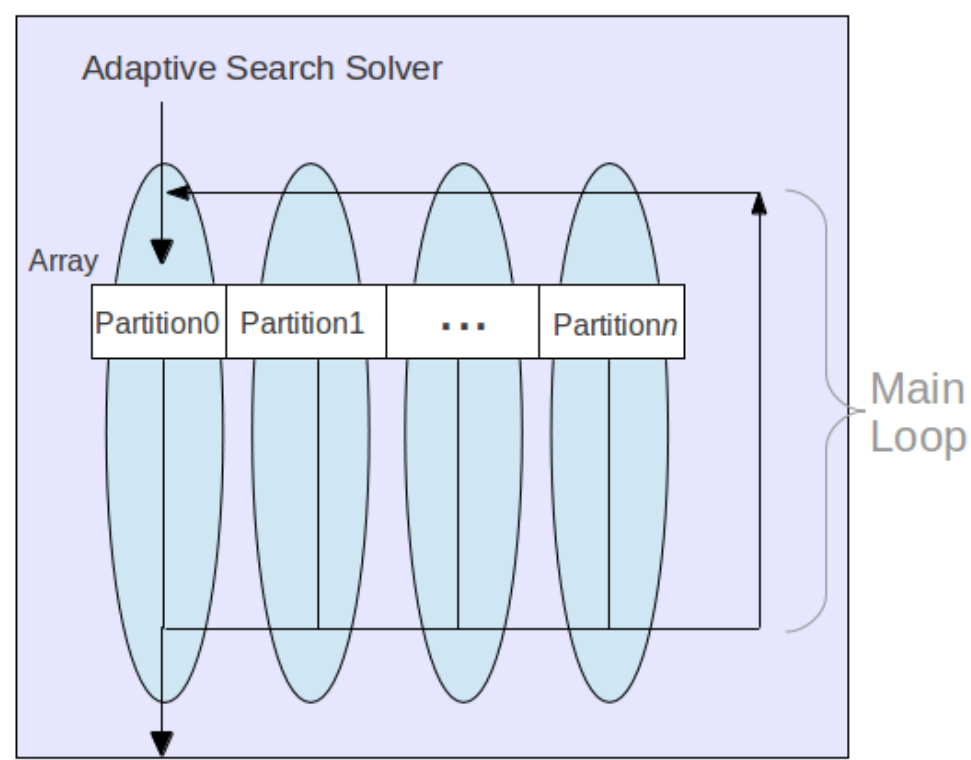 Adaptive Search Solver
Array
Partition0 Partition1 ... Partitionn
Main
Loop